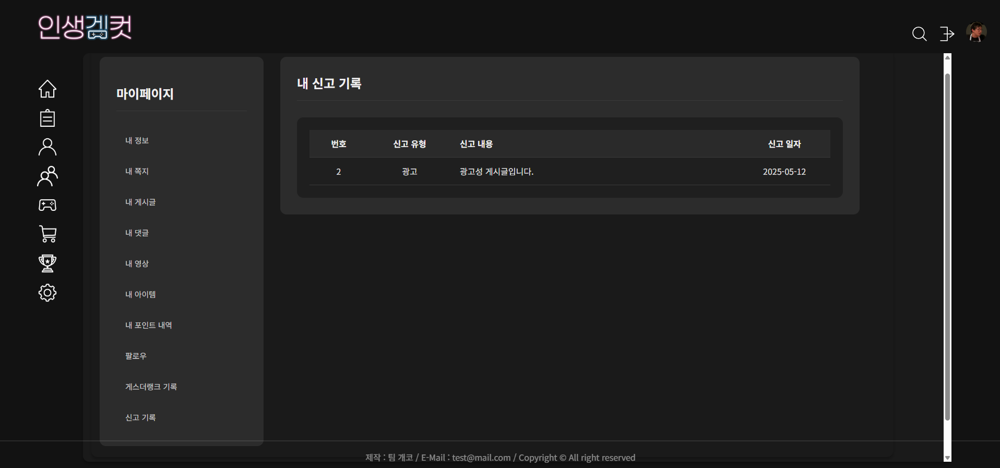 인생겜컷
마이페이지
내 정보
내 쪽지
내 게시글
내 댓글
내 영상
내 아이템
내 포인트 내역
팔로우
게스더랭크 기록
신고 기록
내 신고 기록
번호 신고 유형 신고 내용 신고 일자
2 광고 광고성 게시글입니다. 2025-05-12
제작 : 팀 개코 / E-Mail : test@mail.com / Copyright © All right reserved